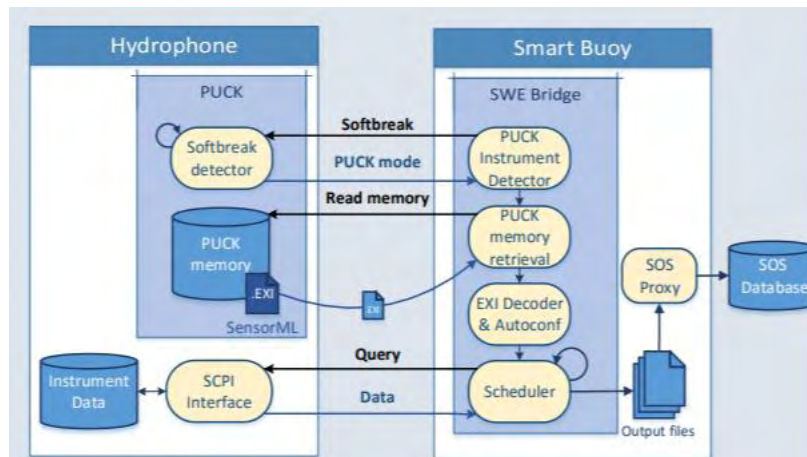 Hydrophone
Smart Buoy
PUCK
SWE Bridge
Softbreak
detector
Softbreak
PUCK mode
PUCK
Instrument
Detector
Read memory
PUCK
memory
.EXI
SensorML
.EXI
PUCK
memory
retrieval
EXI Decoder
& Autoconf
SOS
Proxy
SOS
Database
Instrument
Data
SCPI
Interface
Query
Data
Scheduler
Output files